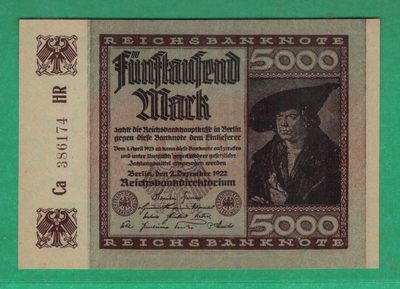 REICHSBANKNOTE
5000
Fünftausend
Mark
zahlt die Reichsbankhauptkasse in Berlin
gegen diese Banknote dem Einlieferer
Vom 1. April 1923 ab kann diese Banknote aufgerufen
und unter Umtausch gegen andere gesetzliche
Zahlungsmittel eingezogen werden
Berlin, den 2. Dezember 1922
Reichsbankdirektorium
5000
REICHSBANKNOTE
Ca 386174 HR